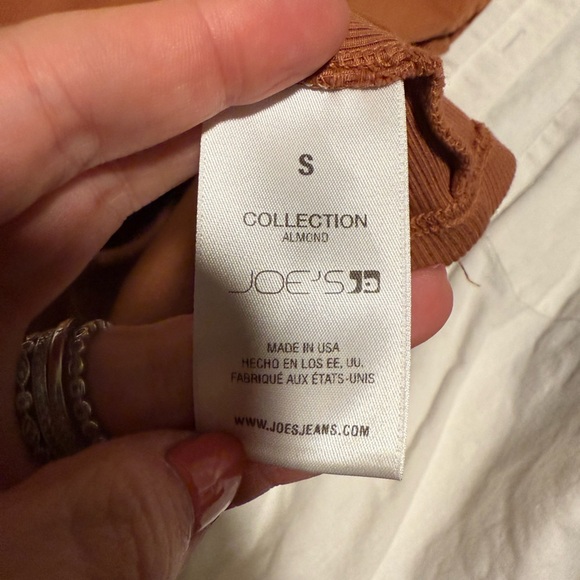 S
COLLECTION
ALMOND
JOE'S
MADE IN USA
HECHO EN LOS EE. UU.
FABRIQUÉ AUX ÉTATS-UNIS
WWW.JOESJEANS.COM